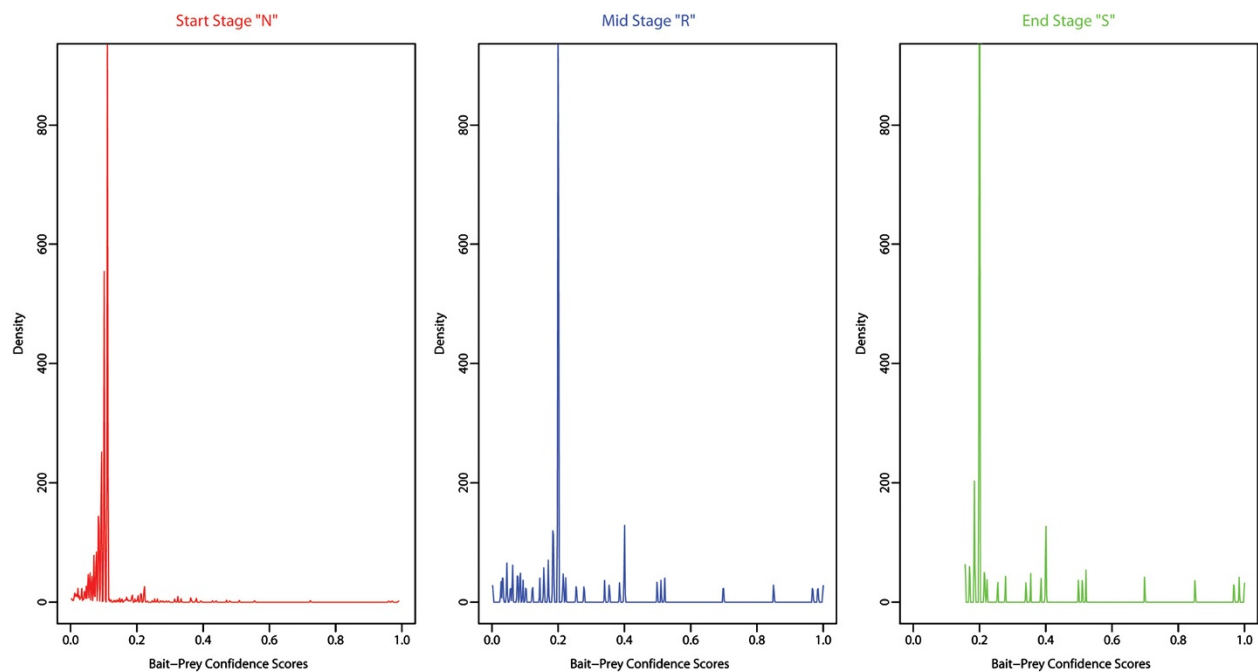 Start Stage "N"
Mid Stage "R"
End Stage "S"
Density
800
600
400
200
0
0.0 0.2 0.4 0.6 0.8 1.0
Bait−Prey Confidence Scores
Density
800
600
400
200
0
0.0 0.2 0.4 0.6 0.8 1.0
Bait−Prey Confidence Scores
Density
800
600
400
200
0
0.0 0.2 0.4 0.6 0.8 1.0
Bait−Prey Confidence Scores